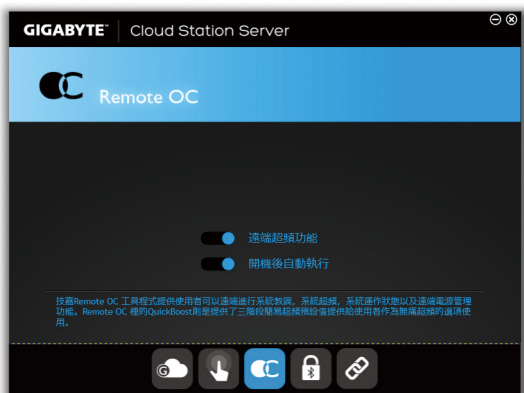 GIGABYTE™ Cloud Station Server
Remote OC
遠端超頻功能
開機後自動執行
技嘉Remote OC 工具程式提供使用者可以遠端進行系統教調，系統超頻，系統運作狀態以及遠端電源管理
功能。Remote OC 裡的QuickBoost則是提供了三階段簡易超頻預設值提供給使用者作為無痛超頻的選項使
用。
G